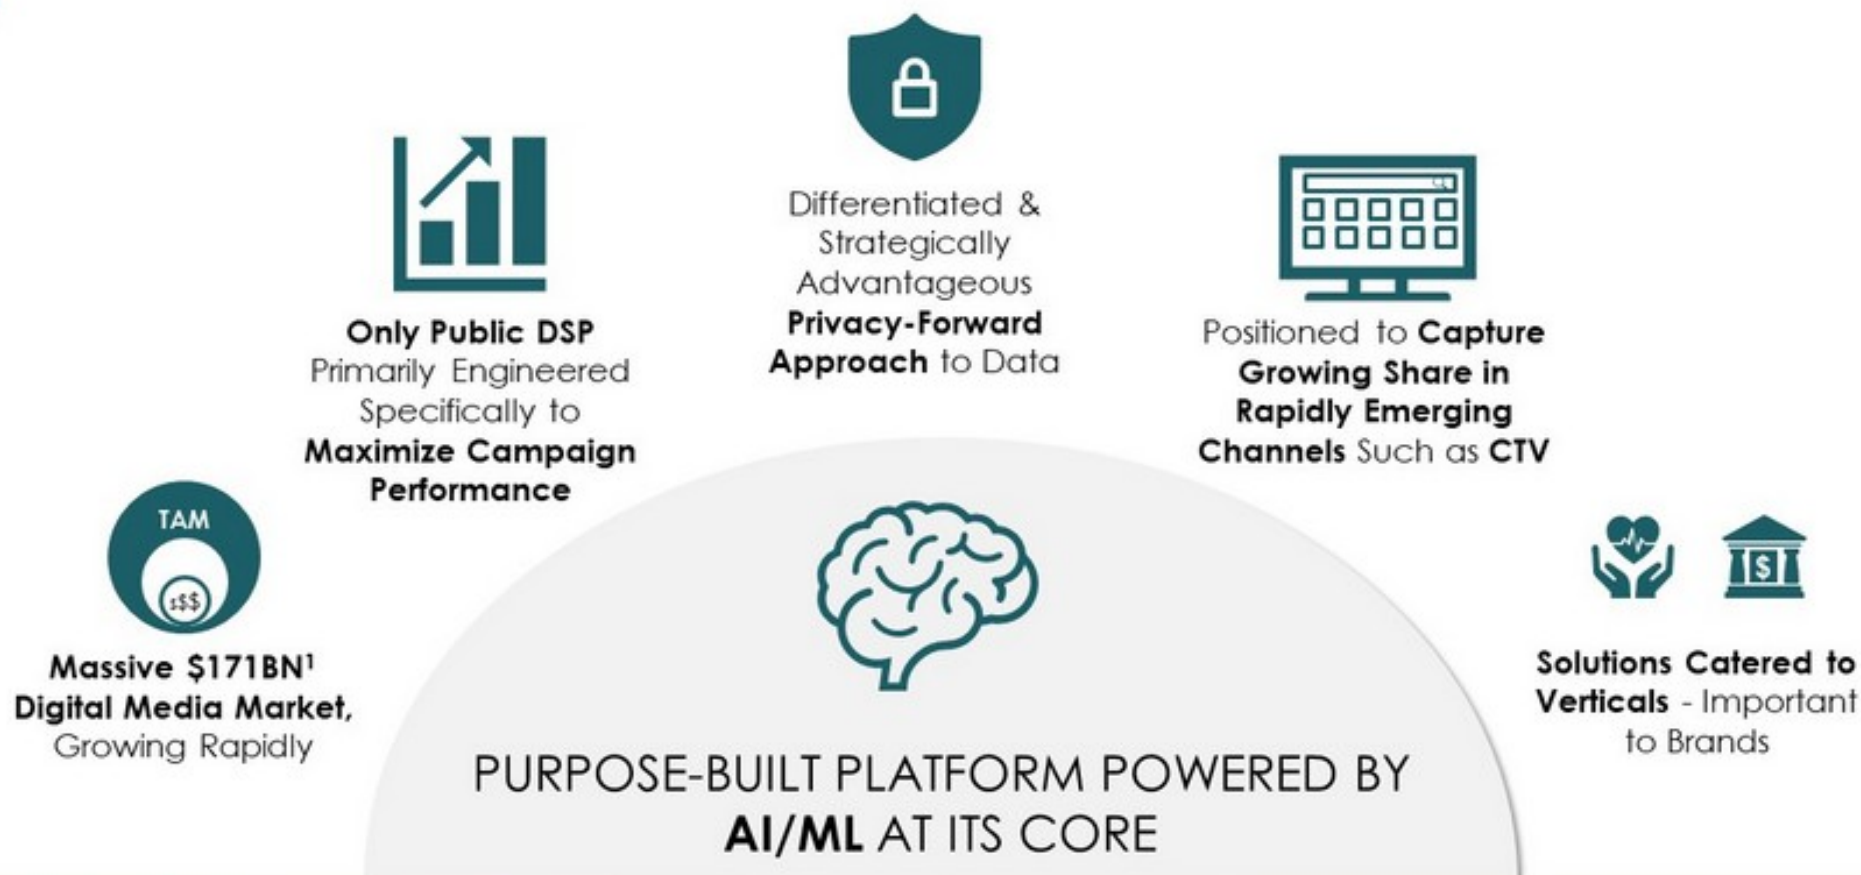 TAM
$$$
Massive $171BN¹
Digital Media Market,
Growing Rapidly
Only Public DSP
Primarily Engineered
Specifically to
Maximize Campaign
Performance
Differentiated &
Strategically
Advantageous
Privacy-Forward
Approach to Data
Positioned to Capture
Growing Share in
Rapidly Emerging
Channels Such as CTV
$
Solutions Catered to
Verticals - Important
to Brands
PURPOSE-BUILT PLATFORM POWERED BY
AI/ML AT ITS CORE